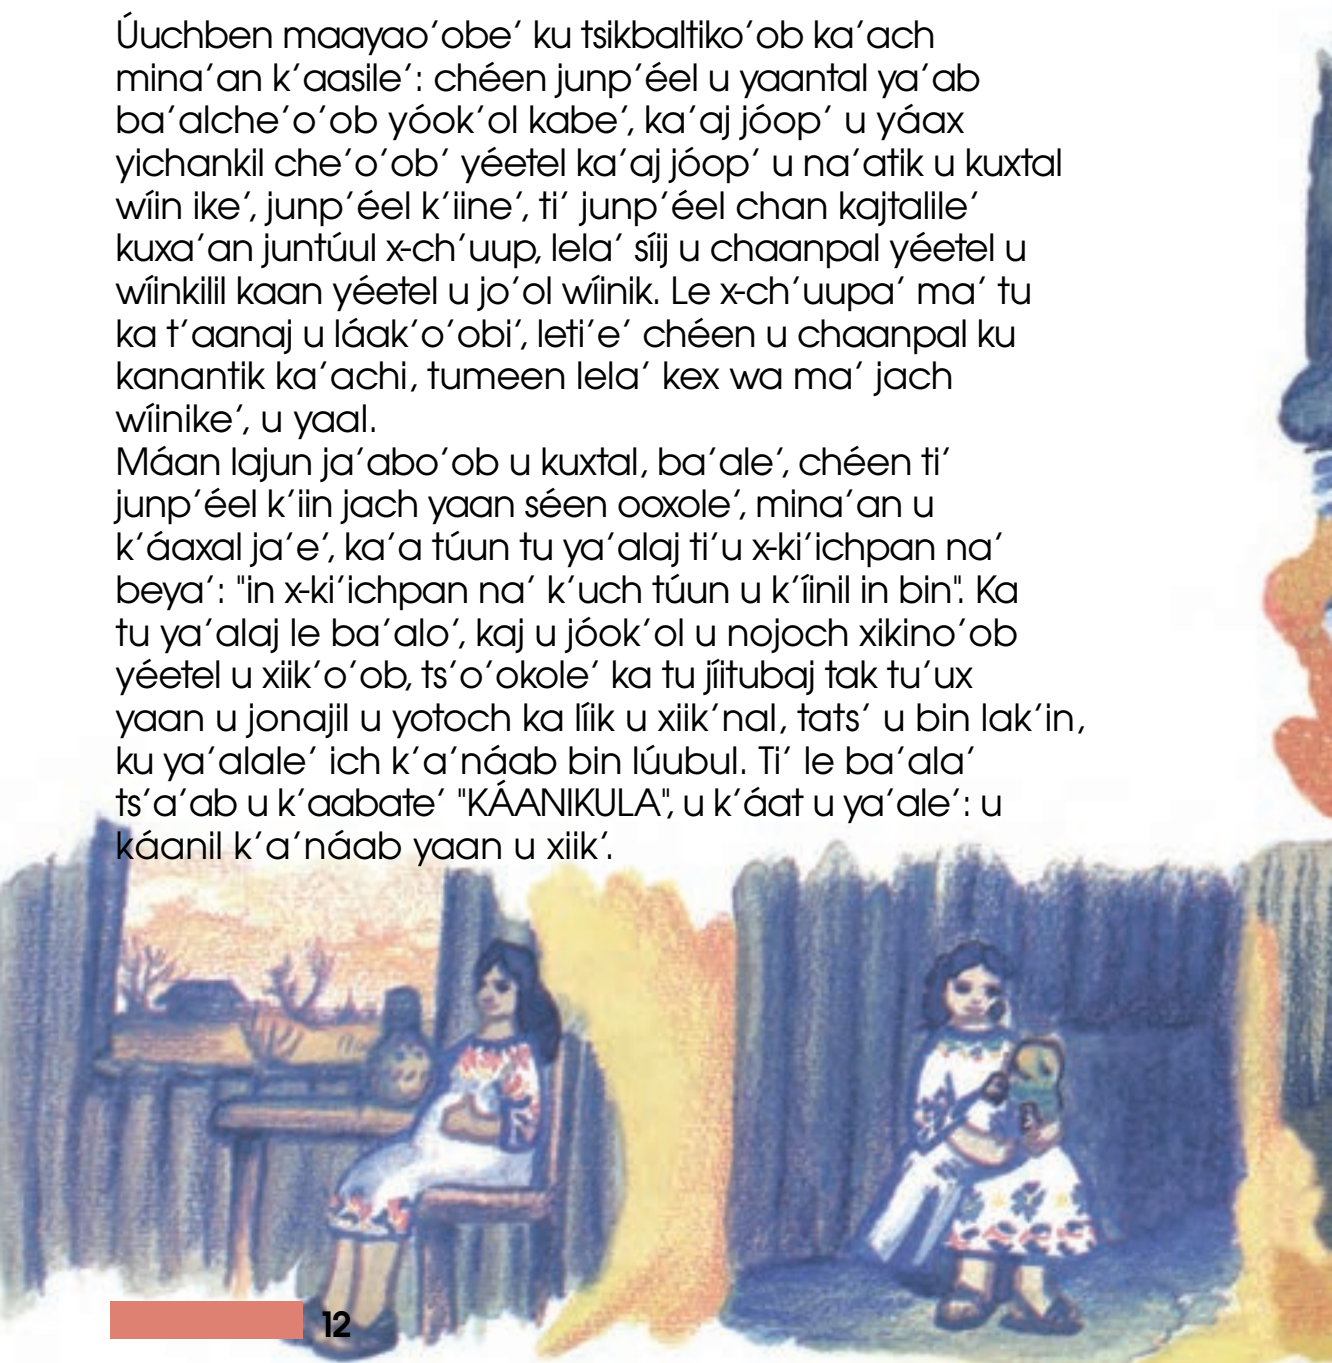 Úuchben maayao'obe' ku tsikbaltiko'ob ka'ach
mina'an k'aasile': chéen junp'éel u yaantal ya'ab
ba'alche'o'ob yóok'ol kabe', ka'aj jóop' u yáax
yichankil che'o'ob' yéetel ka'aj jóop' u na'atik u kuxtal
wíin ike', junp'éel k'iine', ti' junp'éel chan kajtalile'
kuxa'an juntúul x-ch'uup, lela' síij u chaanpal yéetel u
wíinkilil kaan yéetel u jo'ol wíinik. Le x-ch'uupa' ma' tu
ka t'aanaj u láak'o'obi', leti'e' chéen u chaanpal ku
kanantik ka'achi, tumeen lela' kex wa ma' jach
wíinike', u yaal.
Máan lajun ja'abo'ob u kuxtal, ba'ale', chéen ti'
junp'éel k'iin jach yaan séen ooxole', mina'an u
k'áaxal ja'e', ka'a túun tu ya'alaj ti'u x-ki'ichpan na'
beya': "in x-ki'ichpan na' k'uch túun u k'íinil in bin". Ka
tu ya'alaj le ba'alo', kaj u jóok'ol u nojoch xikino'ob
yéetel u xiik'o'ob, ts'o'okole' ka tu jíitubaj tak tu'ux
yaan u jonajil u yotoch ka líik u xiik'nal, tats' u bin lak'in,
ku ya'alale' ich k'a'náab bin lúubul. Ti' le ba'ala'
ts'a'ab u k'aabate' "KÁANIKULA", u k'áat u ya'ale': u
káanil k'a'náab yaan u xiik'.
12